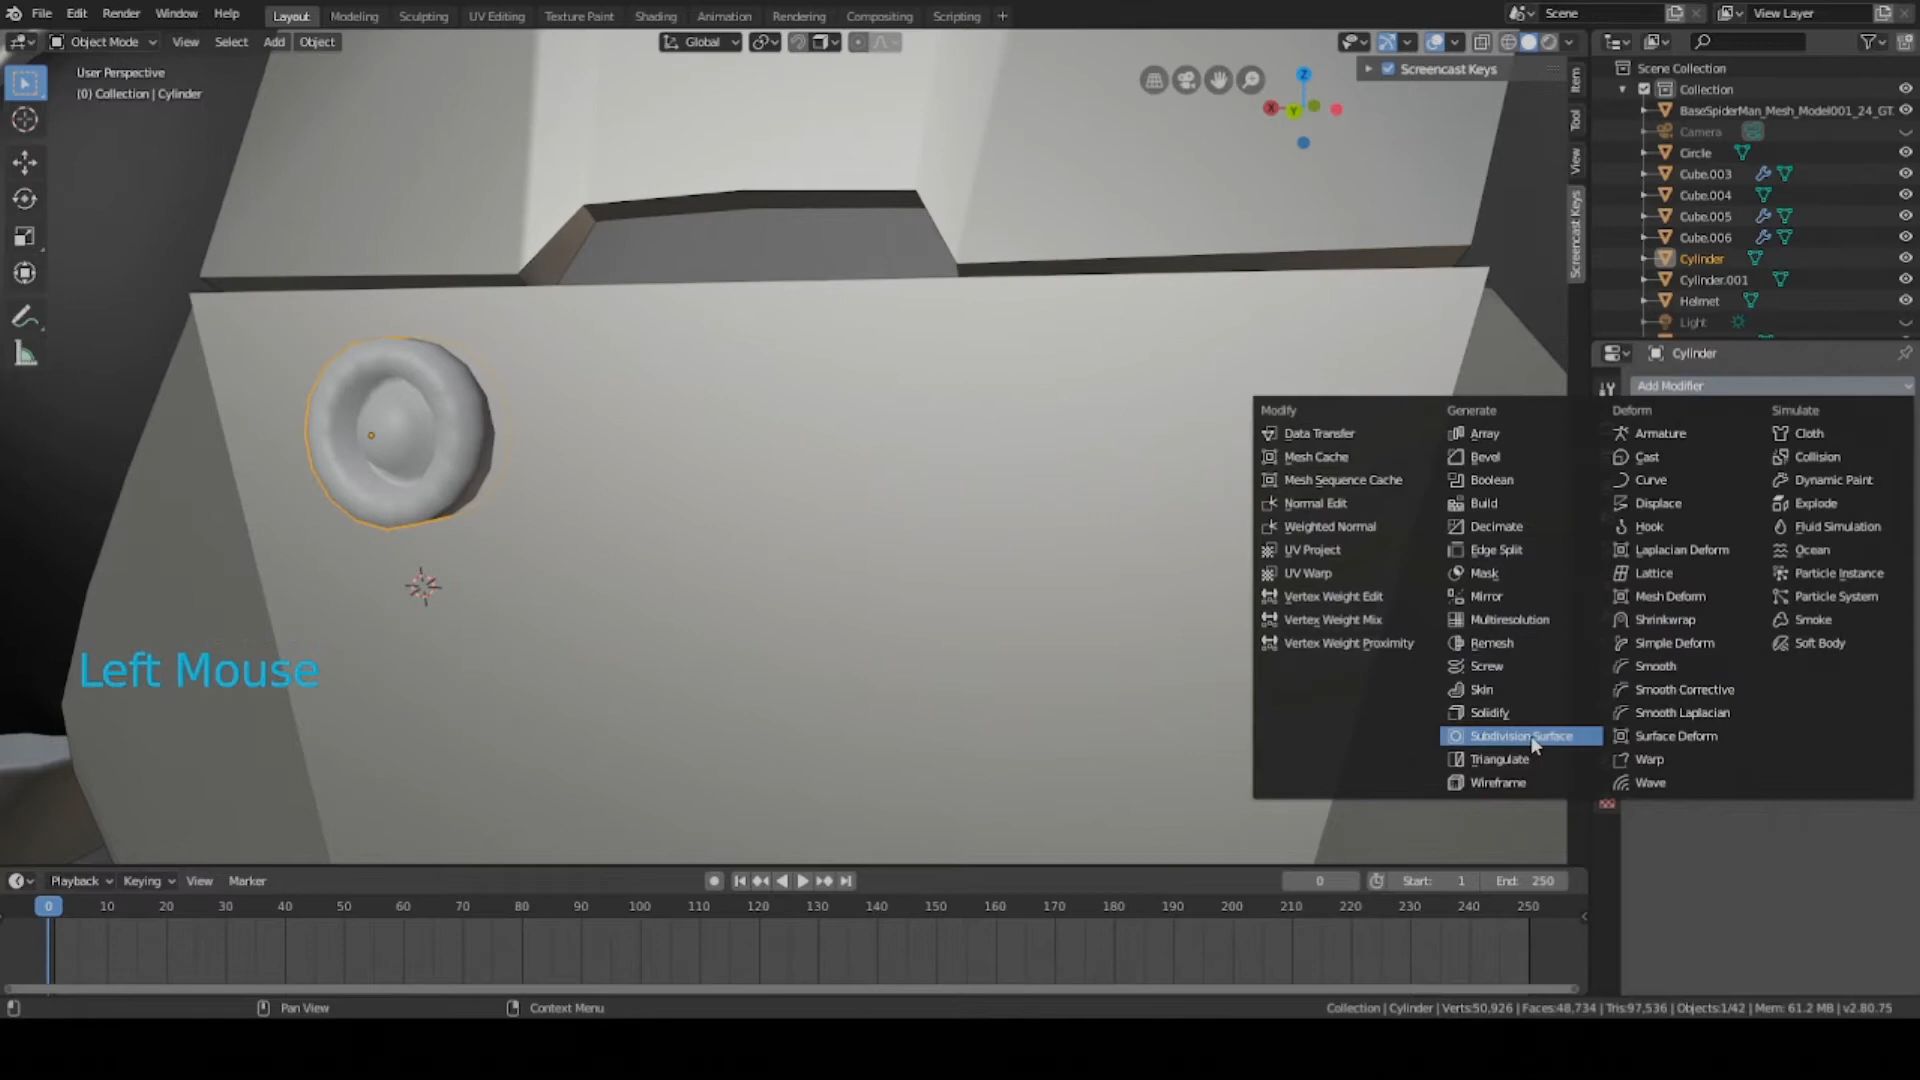 File Edit Render Window Help Layout Modeling Sculpting UV Editing Texture Paint Shading Animation Rendering Compositing Scripting + Scene View Layer
Object Mode View Select Add Object Global
User Perspective
(0) Collection | Cylinder
Screencast Keys
Z
X
Y
Item
Tool
View
Screencast Keys
Scene Collection
Collection
BaseSpiderMan_Mesh_Model001_24_GT
Camera
Circle
Cube.003
Cube.004
Cube.005
Cube.006
Cylinder
Cylinder.001
Helmet
Light
Cylinder
Add Modifier
Modify Generate Deform Simulate
Data Transfer Array Armature Cloth
Mesh Cache Bevel Cast Collision
Mesh Sequence Cache Boolean Curve Dynamic Paint
Normal Edit Build Displace Explode
Weighted Normal Decimate Hook Fluid Simulation
UV Project Edge Split Laplacian Deform Ocean
UV Warp Mask Lattice Particle Instance
Vertex Weight Edit Mirror Mesh Deform Particle System
Vertex Weight Mix Multiresolution Shrinkwrap Smoke
Vertex Weight Proximity Remesh Simple Deform Soft Body
Screw Smooth
Skin Smooth Corrective
Solidify Smooth Laplacian
Subdivision Surface Surface Deform
Triangulate Warp
Wireframe Wave
Left Mouse
Playback Keying View Marker 0 Start: 1 End: 250
0 10 20 30 40 50 60 70 80 90 100 110 120 130 140 150 160 170 180 190 200 210 220 230 240 250
Pan View Context Menu Collection | Cylinder | Verts:50,926 | Faces:48,734 | Tris:97,536 | Objects:1/42 | Mem: 61.2 MB | v2.80.75